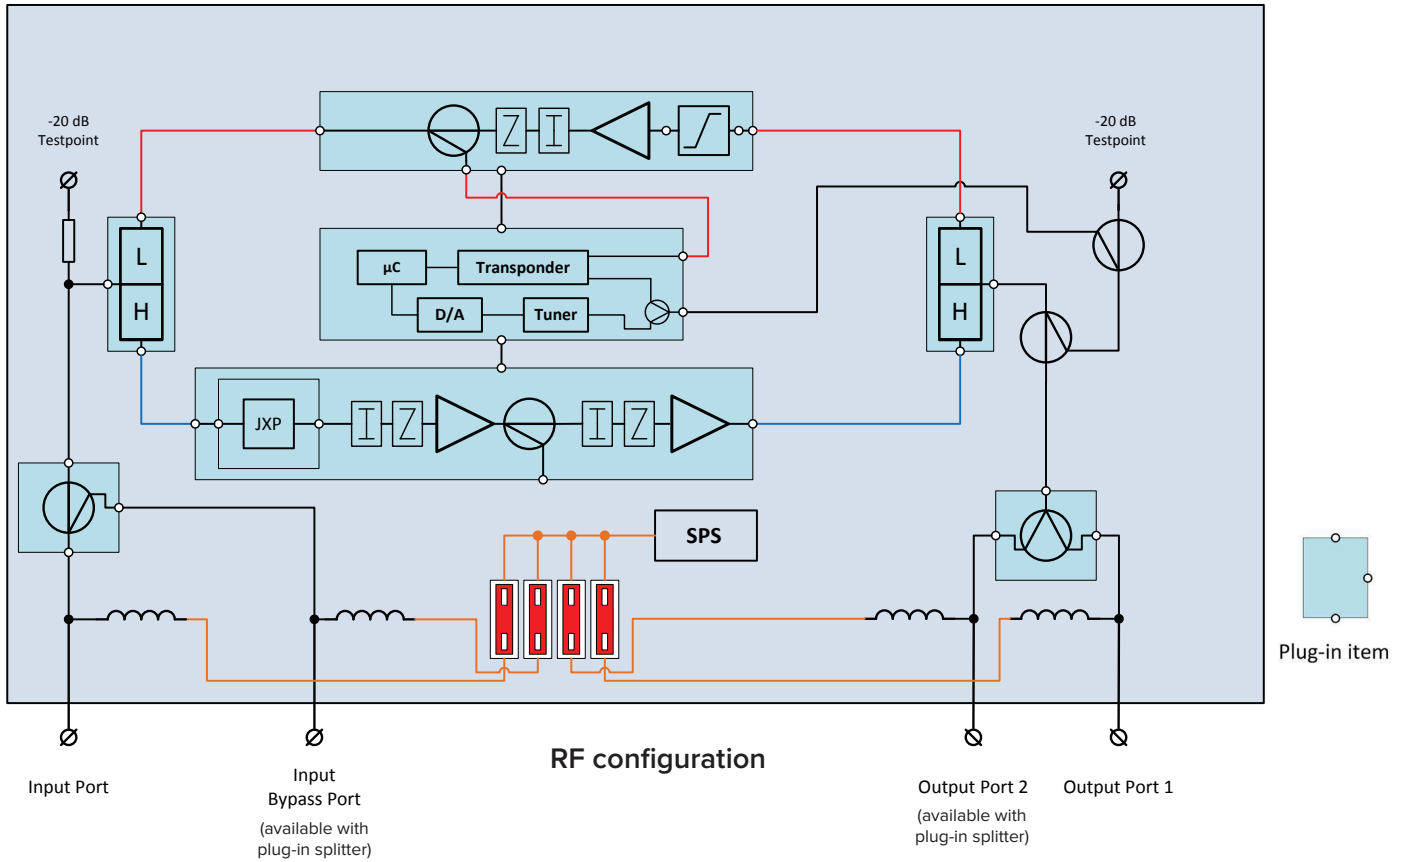 -20 dB
Testpoint
-20 dB
Testpoint
Z
I
L
H
µC
Transponder
D/A
Tuner
L
H
JXP
I
Z
I
Z
SPS
Plug-in item
RF configuration
Input Port
Input
Bypass Port
(available with
plug-in splitter)
Output Port 2
(available with
plug-in splitter)
Output Port 1